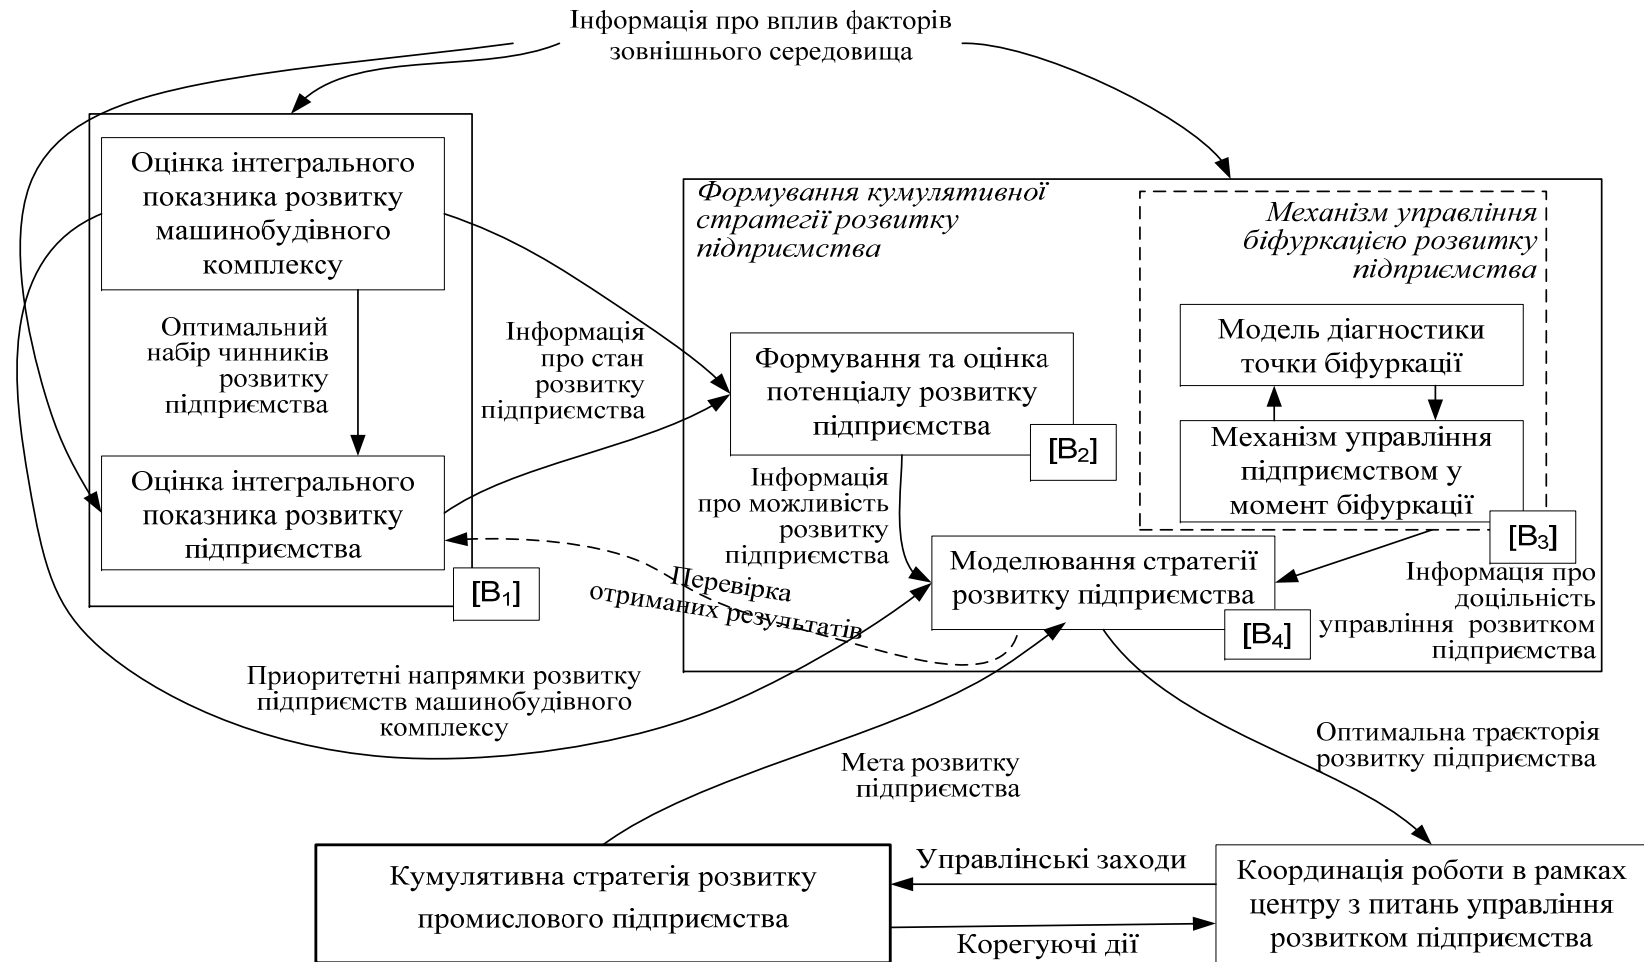 Інформація про вплив факторів
зовнішнього середовища
Оцінка інтегрального
показника розвитку
машинобудівного
комплексу
Оптимальний
набір чинників
розвитку
підприємства
Оцінка інтегрального
показника розвитку
підприємства
[B₁]
Інформація
про стан
розвитку
підприємства
Формування кумулятивної
стратегії розвитку
підприємства
Механізм управління
біфуркацією розвитку
підприємства
Модель діагностики
точки біфуркації
Механізм управління
підприємством у
момент біфуркації
[B₃]
Формування та оцінка
потенціалу розвитку
підприємства
[B₂]
Інформація
про можливість
розвитку
підприємства
Моделювання стратегії
розвитку підприємства
[B₄]
Інформація про
доцільність
управління розвитком
підприємства
Перевірка
отриманих результатів
Приоритетні напрямки розвитку
підприємств машинобудівного
комплексу
Мета розвитку
підприємства
Оптимальна траєкторія
розвитку підприємства
Кумулятивна стратегія розвитку
промислового підприємства
Управлінські заходи
Корегуючі дії
Координація роботи в рамках
центру з питань управління
розвитком підприємства